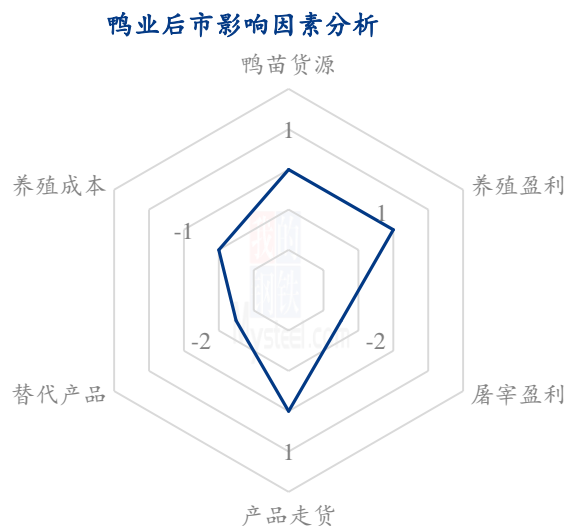 鸭业后市影响因素分析
鸭苗货源
1
养殖成本
养殖盈利
1
-1
-2
-2
替代产品
屠宰盈利
1
产品走货